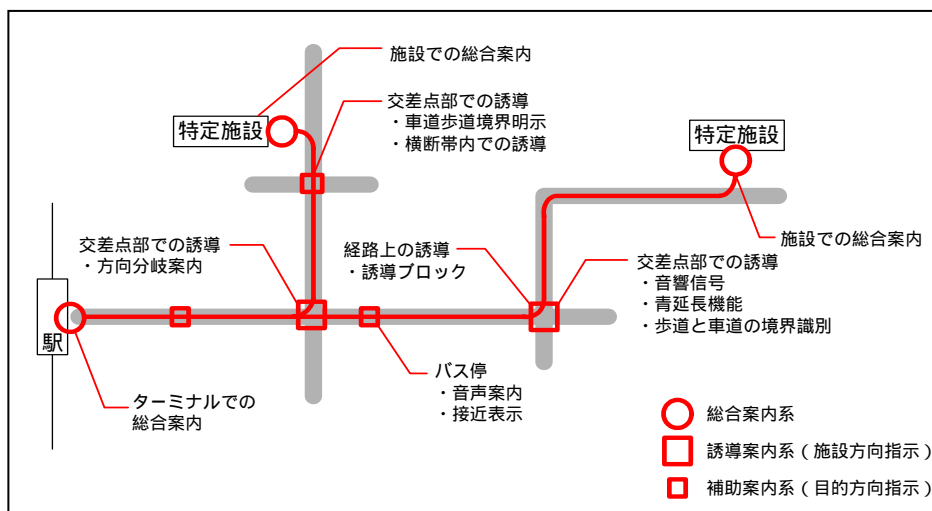 施設での総合案内
交差点部での誘導
・車道歩道境界明示
・横断帯内での誘導
特定施設
特定施設
施設での総合案内
交差点部での誘導
・方向分岐案内
経路上の誘導
・誘導ブロック
交差点部での誘導
・音響信号
・青延長機能
・歩道と車道の境界識別
駅
バス停
・音声案内
・接近表示
ターミナルでの
総合案内
総合案内系
誘導案内系（施設方向指示）
補助案内系（目的方向指示）